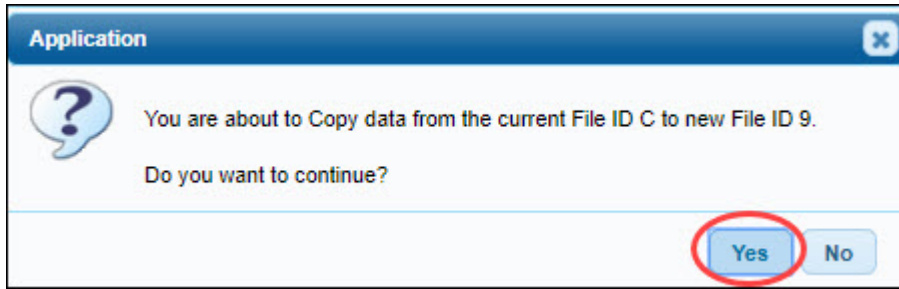 Application
You are about to Copy data from the current File ID C to new File ID 9.
Do you want to continue?
Yes No